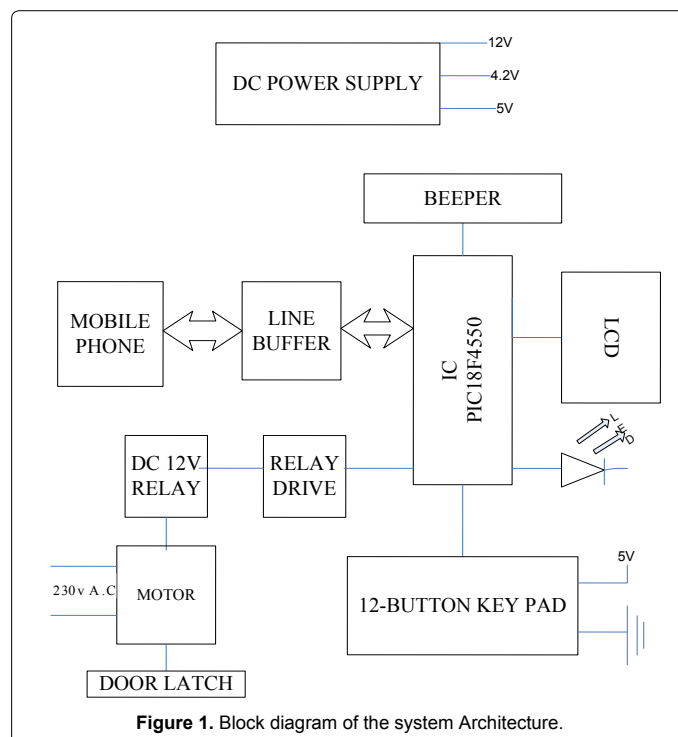 12V
DC POWER SUPPLY
4.2V
5V
BEEPER
MOBILE
PHONE
LINE
BUFFER
IC
PIC18F4550
LCD
LED
DC 12V
RELAY
RELAY
DRIVE
5V
230v A.C
MOTOR
12-BUTTON KEY PAD
DOOR LATCH
Figure 1. Block diagram of the system Architecture.